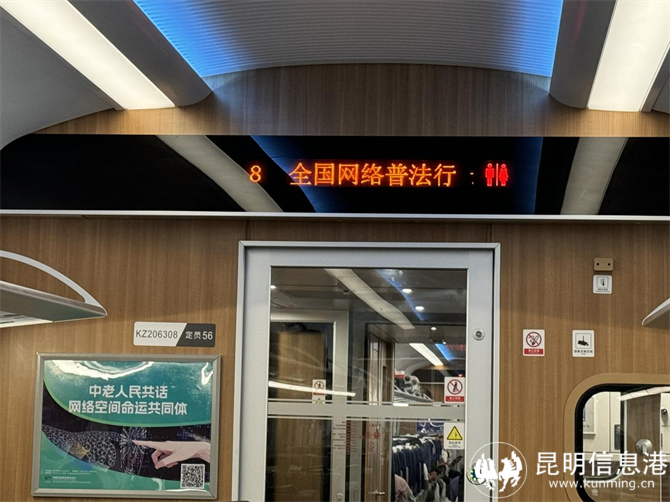 昆明信息港
www.kunming.cn
8 全国网络普法行 :
KZ206308 定员56
中老人民共话
网络空间命运共同体